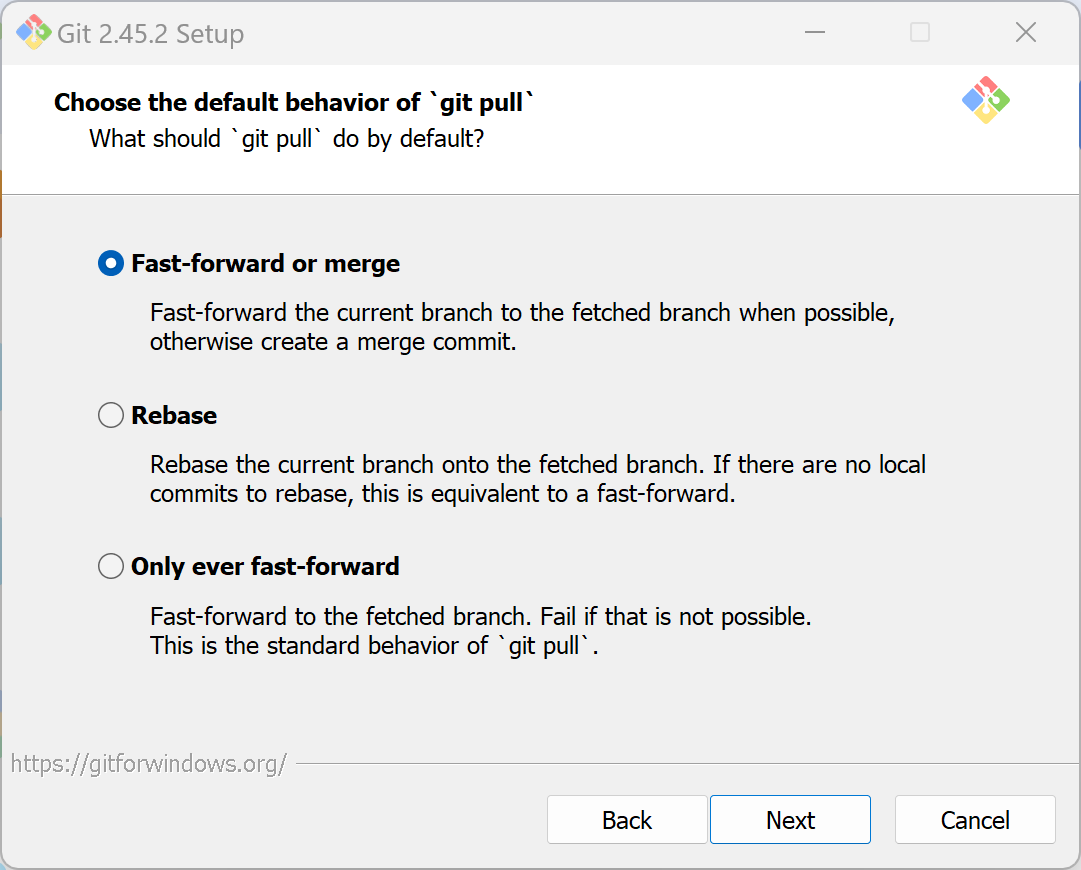 Git 2.45.2 Setup
Choose the default behavior of `git pull`
What should `git pull` do by default?
Fast-forward or merge
Fast-forward the current branch to the fetched branch when possible,
otherwise create a merge commit.
Rebase
Rebase the current branch onto the fetched branch. If there are no local
commits to rebase, this is equivalent to a fast-forward.
Only ever fast-forward
Fast-forward to the fetched branch. Fail if that is not possible.
This is the standard behavior of `git pull`.
https://gitforwindows.org/
Back Next Cancel